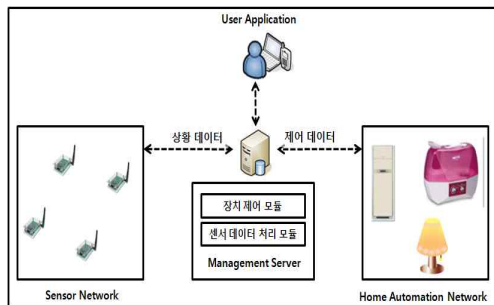 User Application
상황 데이터
제어 데이터
장치 제어 모듈
센서 데이터 처리 모듈
Management Server
Sensor Network
Home Automation Network